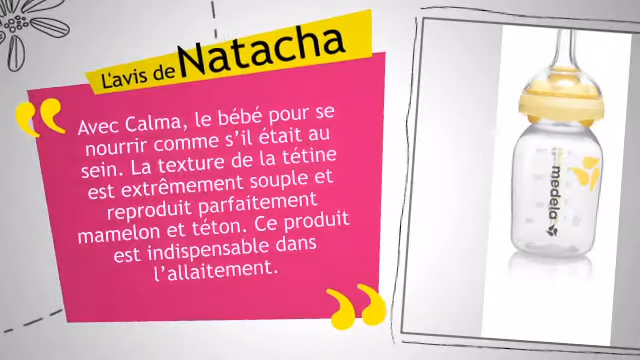 L'avis de Natacha
Avec Calma, le bébé pour se
nourrir comme s'il était au
sein. La texture de la tétine
est extrêmement souple et
reproduit parfaitement
mamelon et téton. Ce produit
est indispensable dans
l'allaitement.
medela